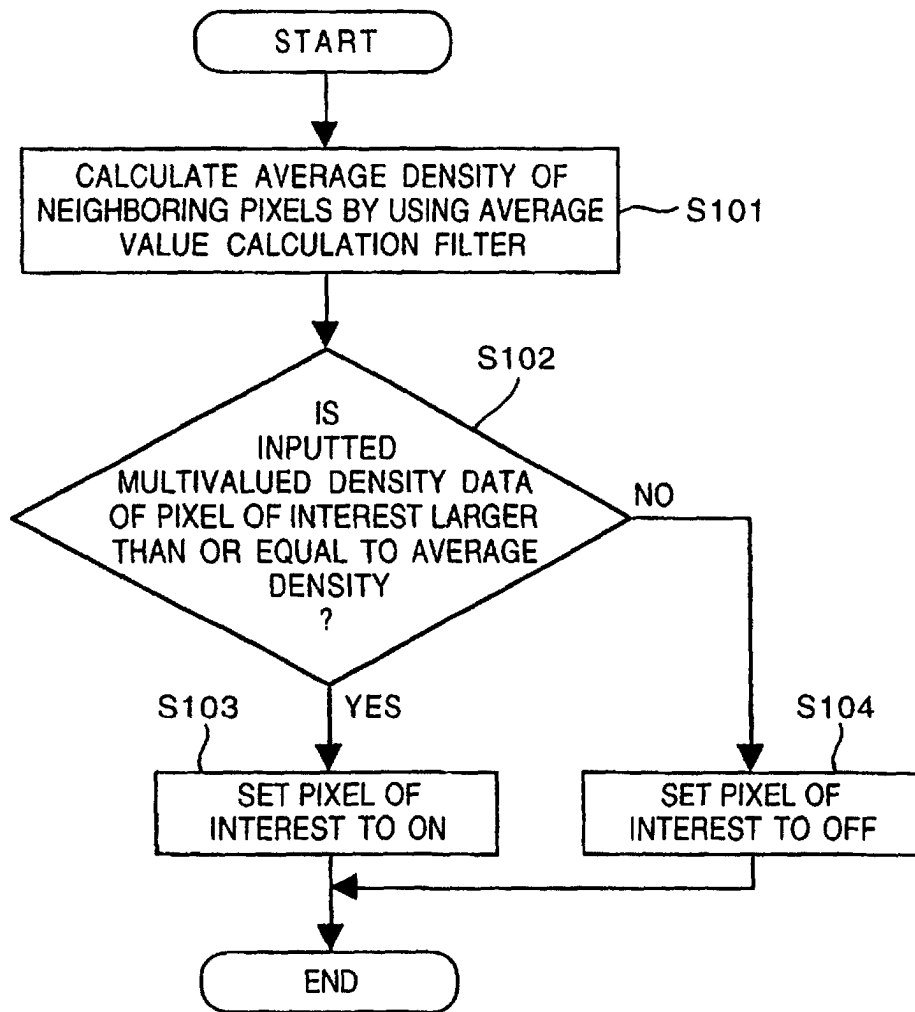 START
CALCULATE AVERAGE DENSITY OF
NEIGHBORING PIXELS BY USING AVERAGE
VALUE CALCULATION FILTER
S101
S102
IS
INPUTTED
MULTIVALUED DENSITY DATA
OF PIXEL OF INTEREST LARGER
THAN OR EQUAL TO AVERAGE
DENSITY
?
NO
YES
S103
SET PIXEL OF
INTEREST TO ON
S104
SET PIXEL OF
INTEREST TO OFF
END